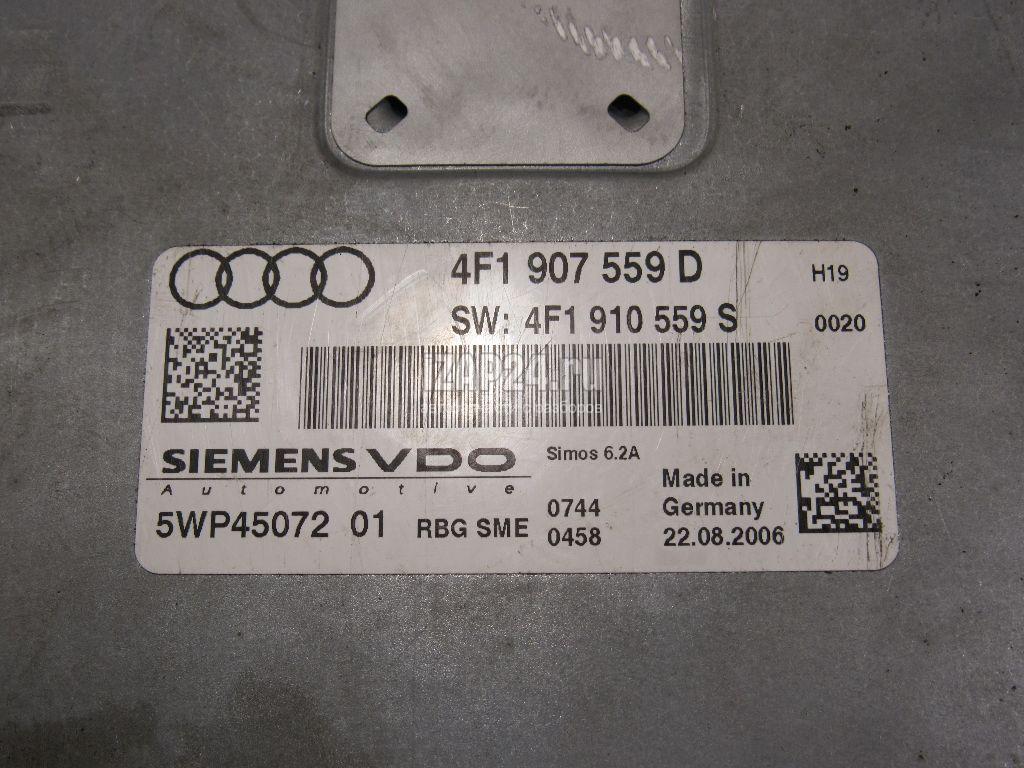 4F1 907 559 D
H19
SW: 4F1 910 559 S
0020
ZAP24.ru
SIEMENS VDO
Automotive
Simos 6.2A
5WP45072 01
RBG SME
0744
0458
Made in
Germany
22.08.2006